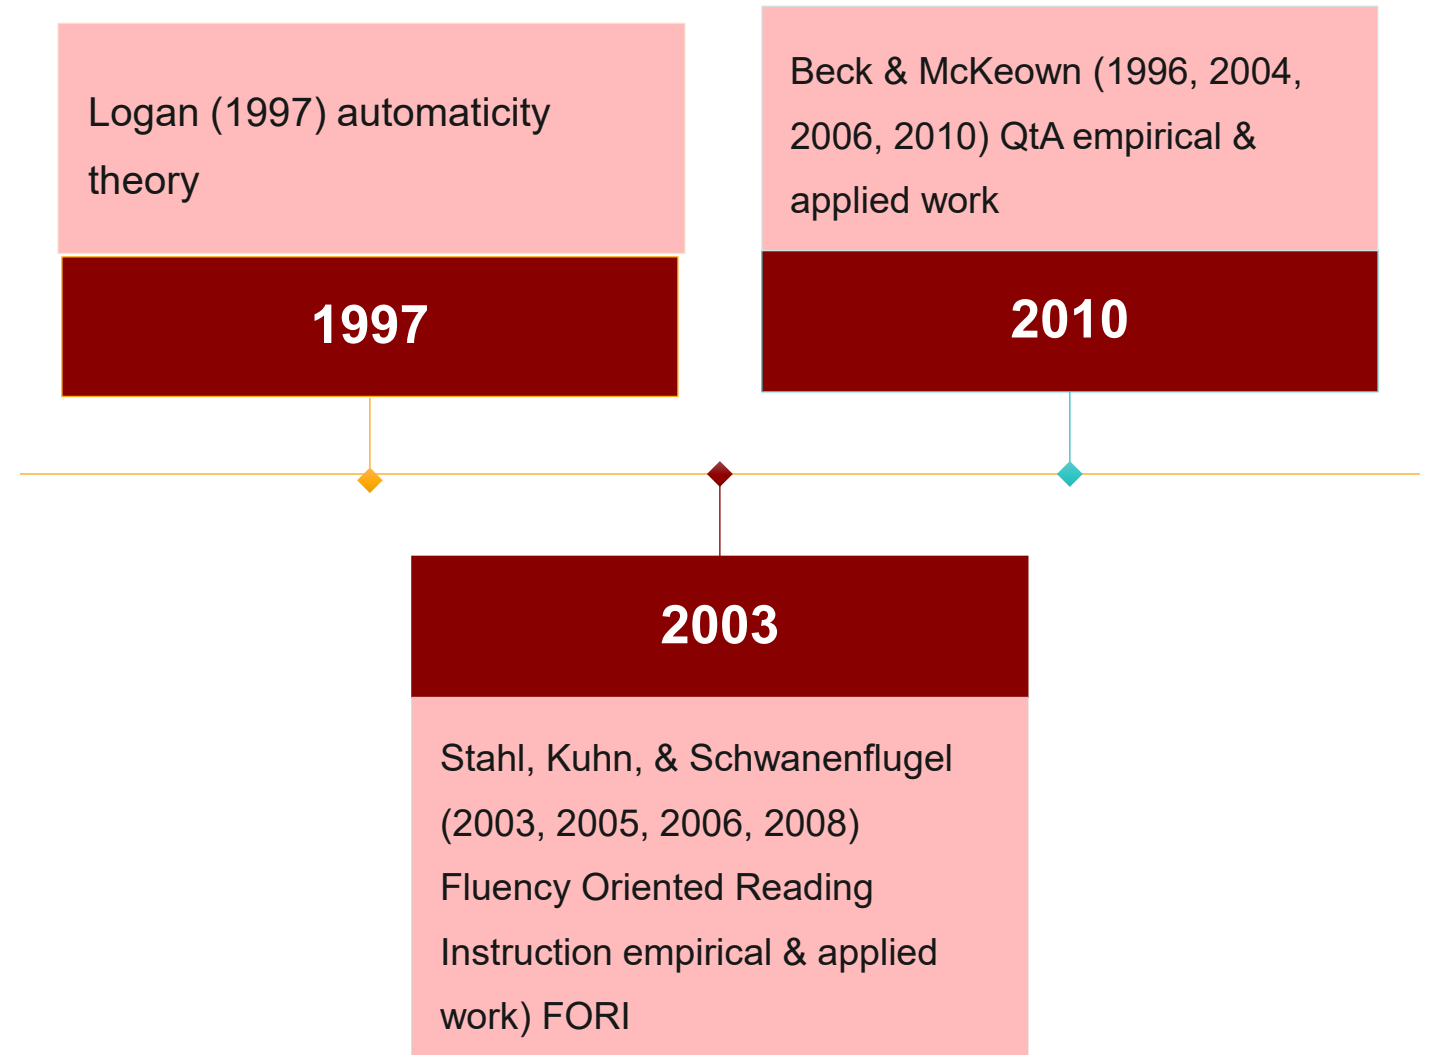 Logan (1997) automaticity
theory
1997
Beck & McKeown (1996, 2004,
2006, 2010) QtA empirical &
applied work
2010
2003
Stahl, Kuhn, & Schwanenflugel
(2003, 2005, 2006, 2008)
Fluency Oriented Reading
Instruction empirical & applied
work) FORI